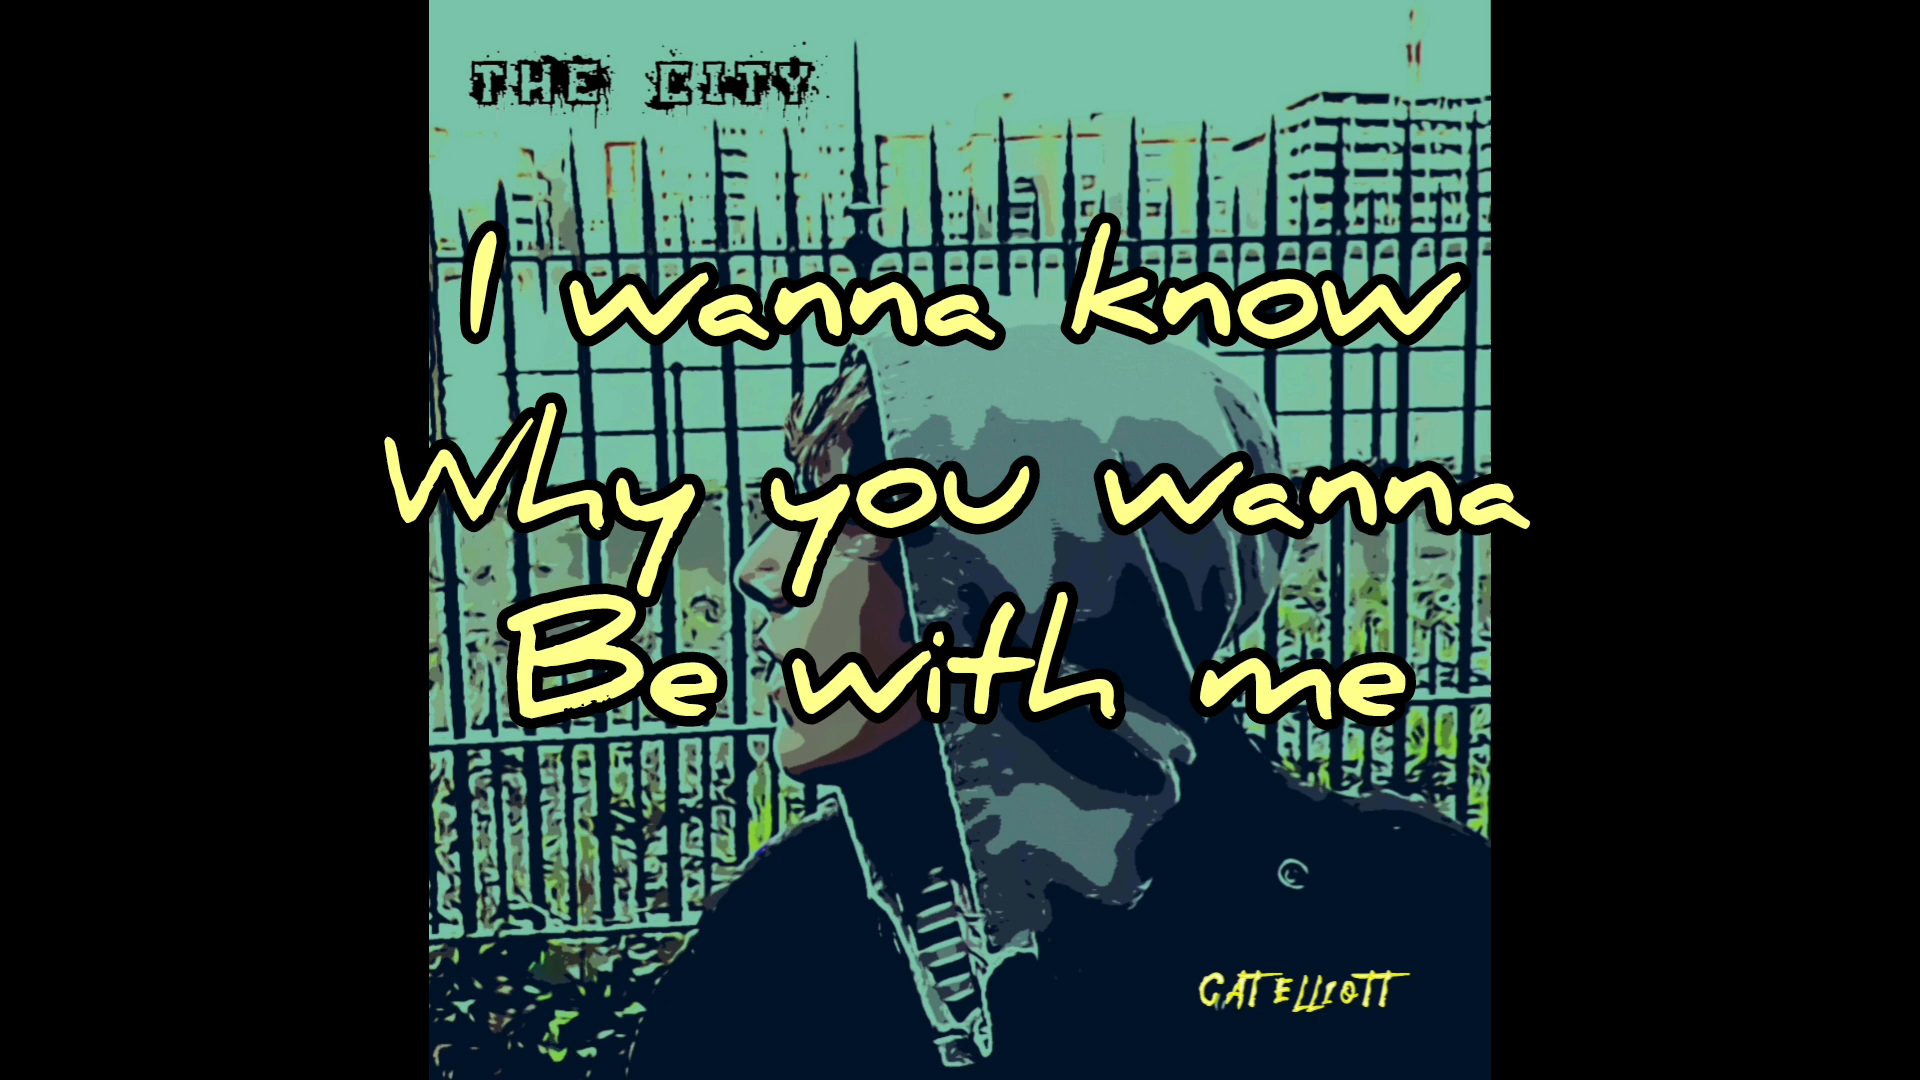 THE CITY
I wanna know
Why you wanna
Be with me
CAT ELLIOTT